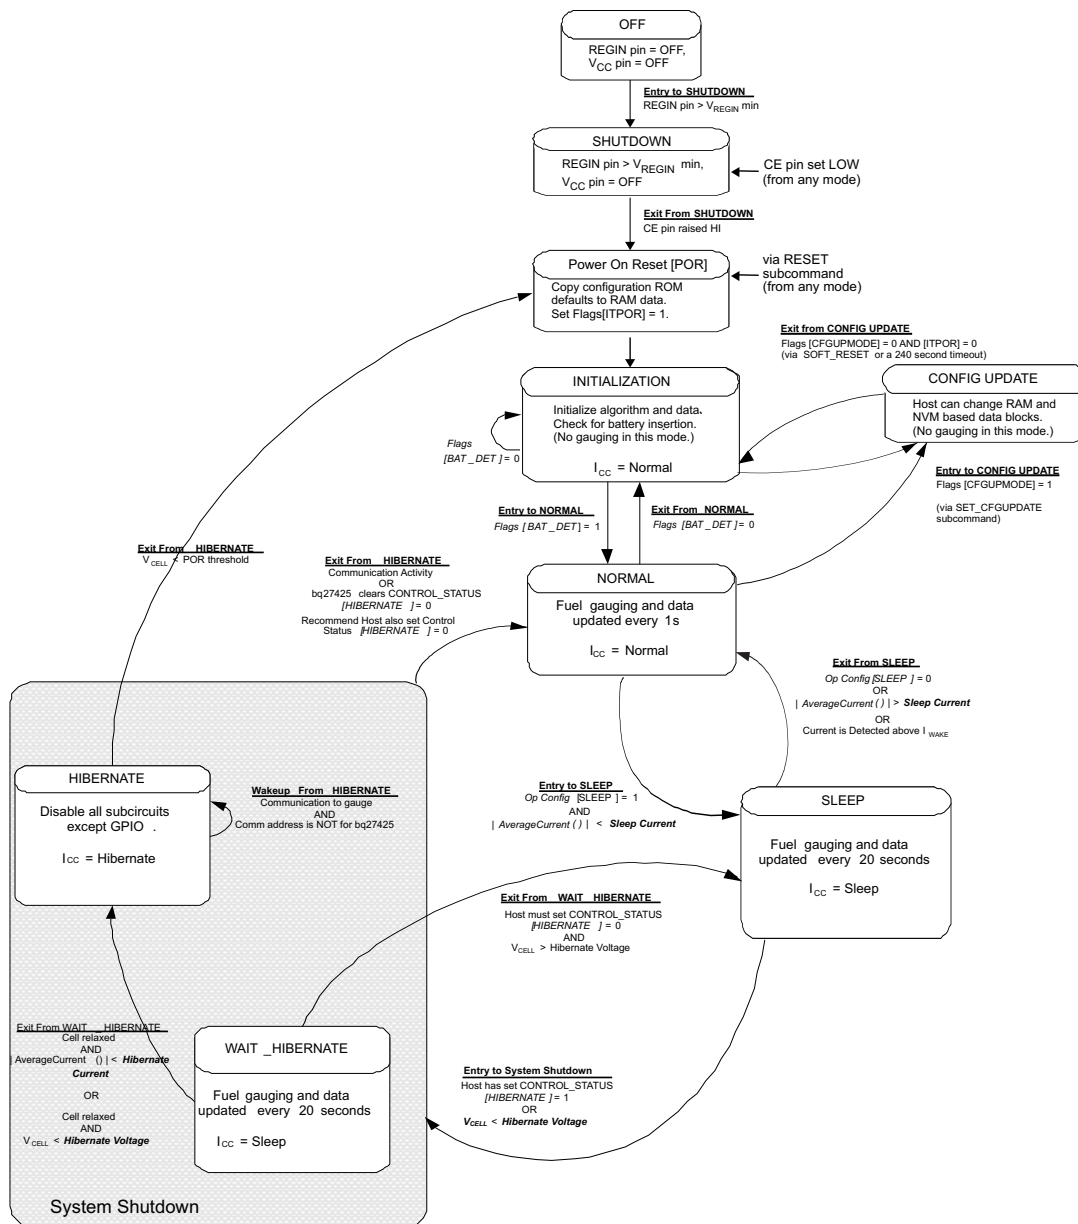 OFF
REGIN pin = OFF,
VCC pin = OFF
Entry to SHUTDOWN
REGIN pin > VREGIN min
SHUTDOWN
REGIN pin > VREGIN min,
VCC pin = OFF
CE pin set LOW
(from any mode)
Exit From SHUTDOWN
CE pin raised HI
Power On Reset [POR]
Copy configuration ROM
defaults to RAM data.
Set Flags[ITPOR] = 1.
via RESET
subcommand
(from any mode)
Exit from CONFIG UPDATE
Flags [CFGUPMODE] = 0 AND [ITPOR] = 0
(via SOFT_RESET or a 240 second timeout)
INITIALIZATION
Initialize algorithm and data.
Check for battery insertion.
(No gauging in this mode.)
ICC = Normal
Flags
[BAT _DET ] = 0
CONFIG UPDATE
Host can change RAM and
NVM based data blocks.
(No gauging in this mode.)
Entry to CONFIG UPDATE
Flags [CFGUPMODE] = 1
(via SET_CFGUPDATE
subcommand)
Entry to NORMAL
Flags [BAT _DET] = 1
Exit From NORMAL
Flags [BAT _DET] = 0
Exit From HIBERNATE
VCELL < POR threshold
Exit From HIBERNATE
Communication Activity
OR
bq27425 clears CONTROL_STATUS
[HIBERNATE ] = 0
Recommend Host also set Control
Status [HIBERNATE ] = 0
NORMAL
Fuel gauging and data
updated every 1s
ICC = Normal
Exit From SLEEP
Op Config [SLEEP ] = 0
OR
| AverageCurrent ( ) | > Sleep Current
OR
Current is Detected above IWAKE
Entry to SLEEP
Op Config [SLEEP ] = 1
AND
| AverageCurrent ( ) | < Sleep Current
SLEEP
Fuel gauging and data
updated every 20 seconds
ICC = Sleep
HIBERNATE
Disable all subcircuits
except GPIO .
ICC = Hibernate
Wakeup From HIBERNATE
Communication to gauge
AND
Comm address is NOT for bq27425
Exit From WAIT HIBERNATE
Host must set CONTROL_STATUS
[HIBERNATE ] = 0
AND
VCELL > Hibernate Voltage
Exit From WAIT _HIBERNATE
Cell relaxed
AND
| AverageCurrent () | < Hibernate
Current
OR
Cell relaxed
AND
VCELL < Hibernate Voltage
WAIT _HIBERNATE
Fuel gauging and data
updated every 20 seconds
ICC = Sleep
Entry to System Shutdown
Host has set CONTROL_STATUS
[HIBERNATE ] = 1
OR
VCELL < Hibernate Voltage
System Shutdown